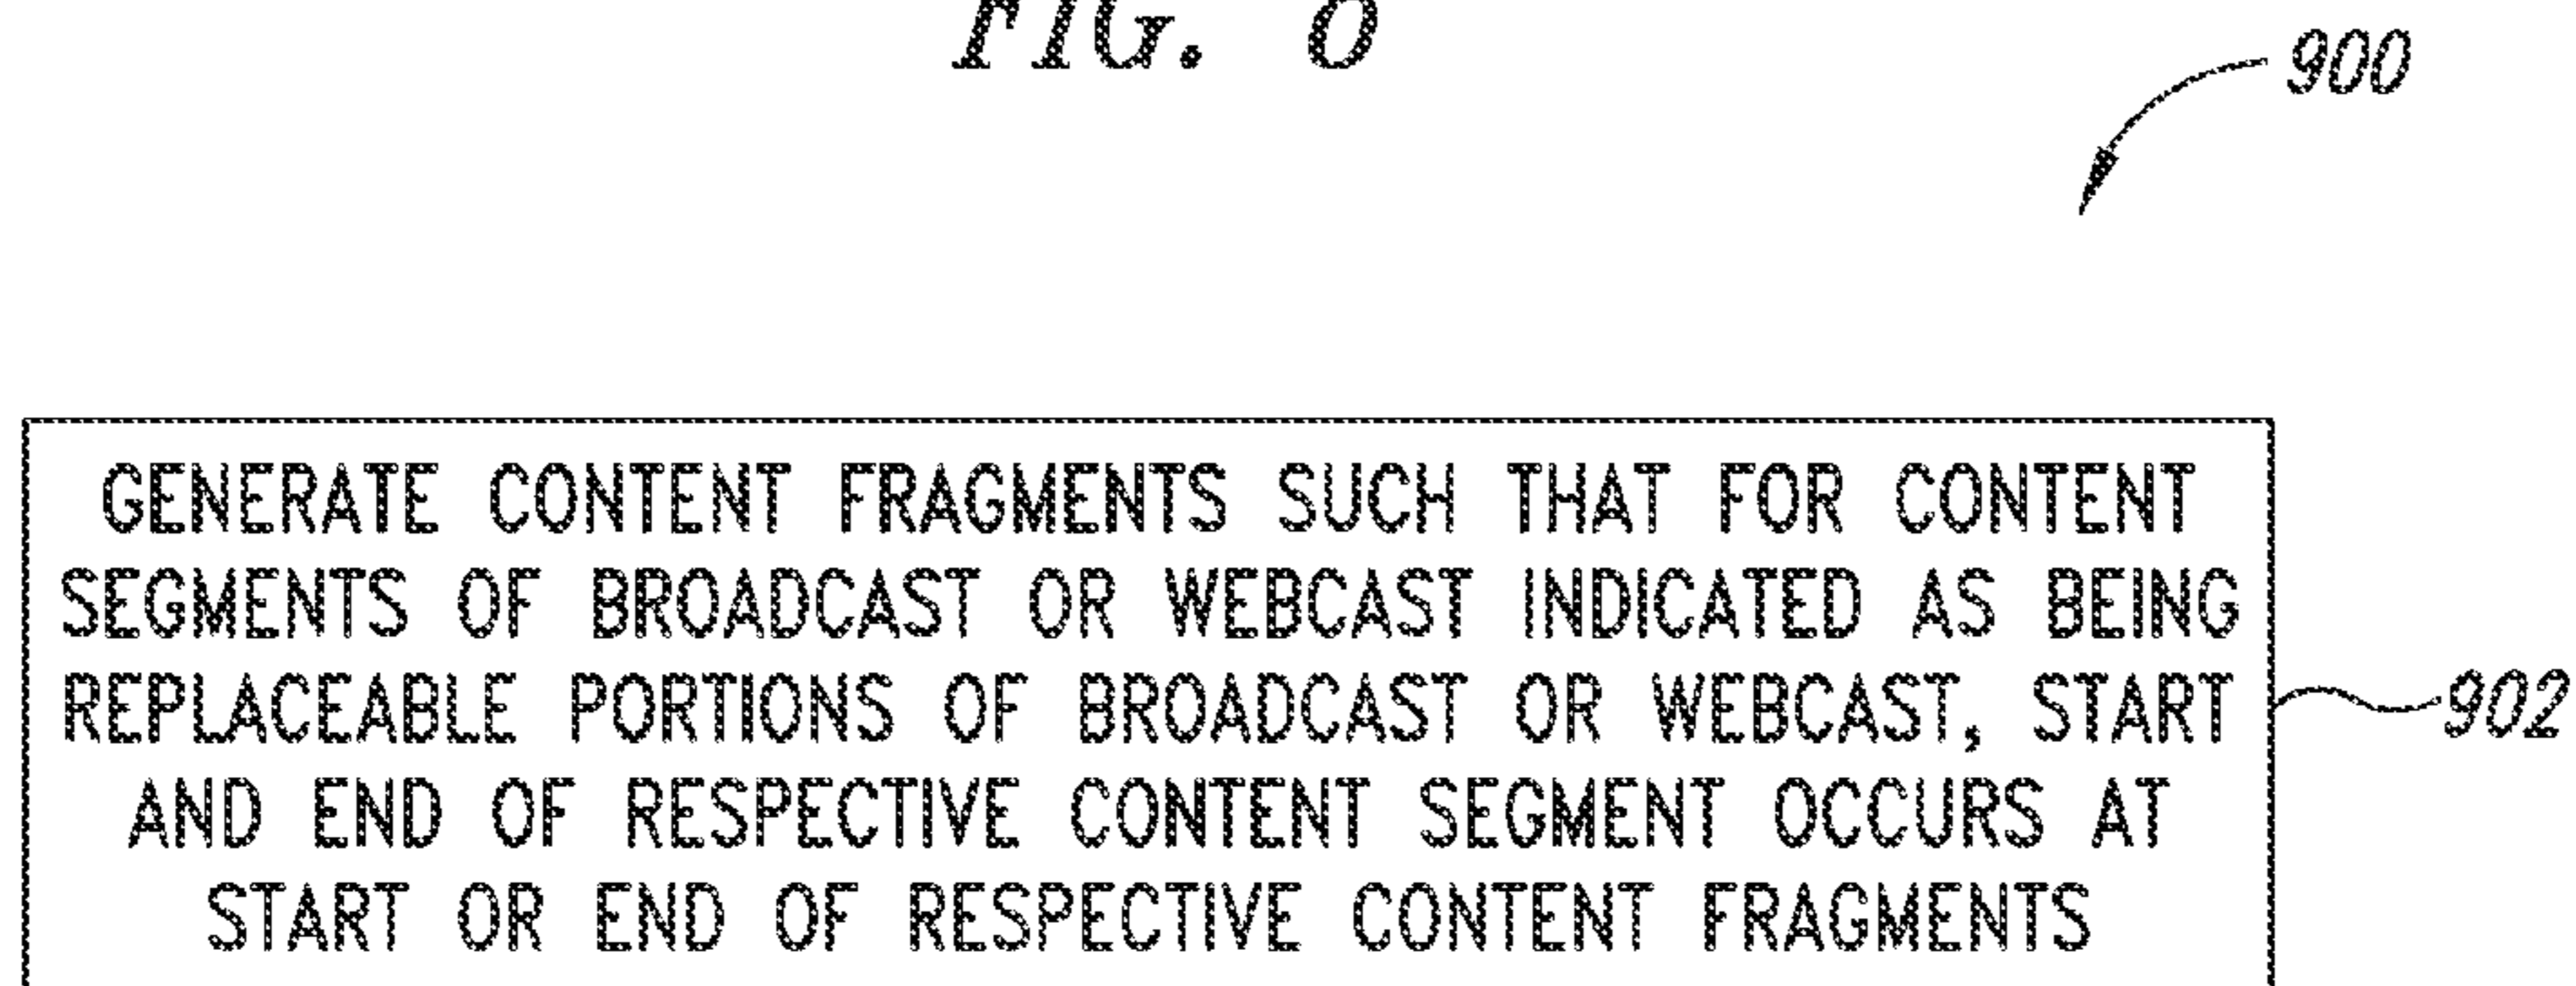 FIG. 8
900
GENERATE CONTENT FRAGMENTS SUCH THAT FOR CONTENT
SEGMENTS OF BROADCAST OR WEBCAST INDICATED AS BEING
REPLACEABLE PORTIONS OF BROADCAST OR WEBCAST, START
902
AND END OF RESPECTIVE CONTENT SEGMENT OCCURS AT
START OR END OF RESPECTIVE CONTENT FRAGMENTS